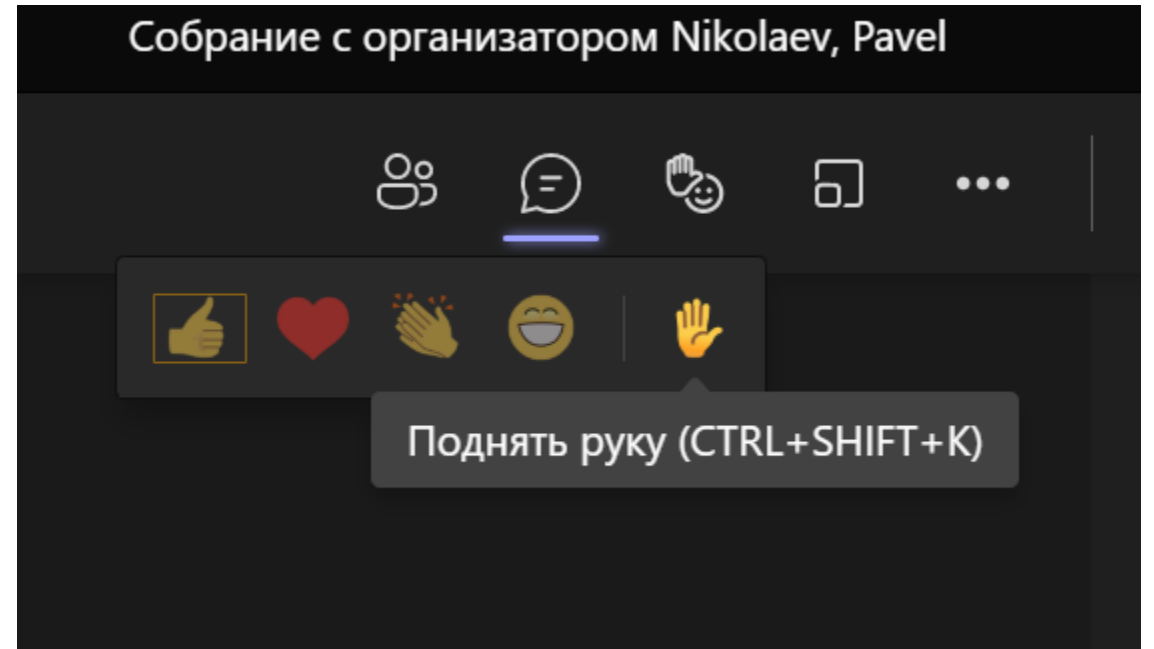 Собрание с организатором Nikolaev, Pavel
Поднять руку (CTRL+SHIFT+K)